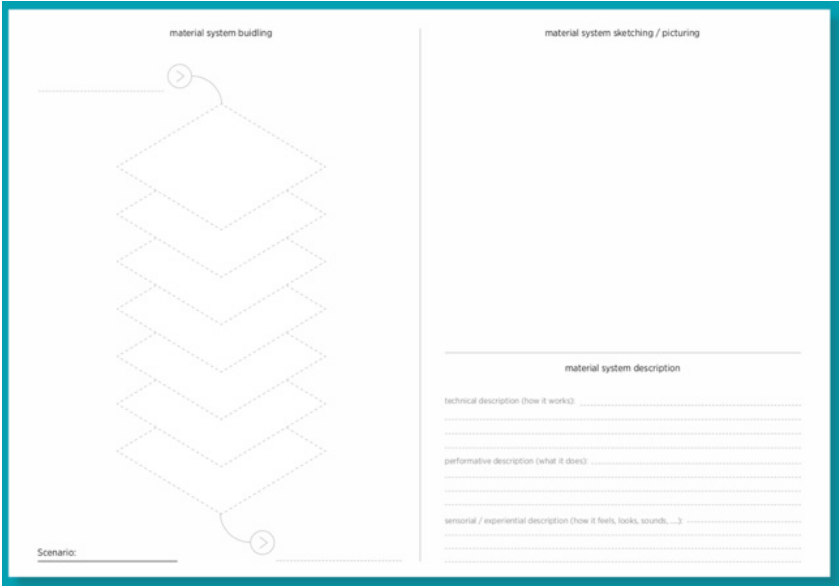 material system buidling
Scenario:
material system sketching / picturing
material system description
technical description (how it works):
performative description (what it does):
sensorial / experiential description (how it feels, looks, sounds, ....):